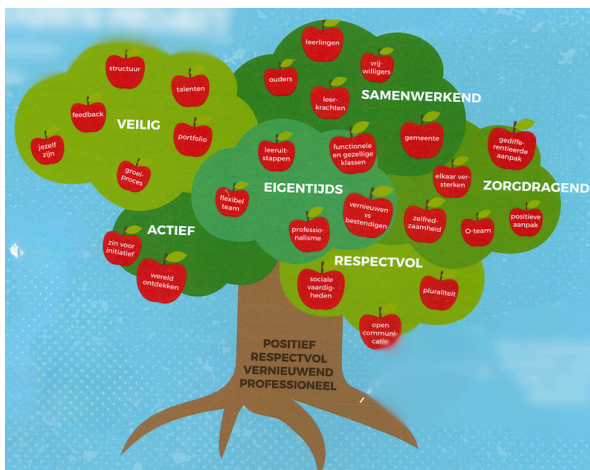 leerlingen
vrij-
willigers
ouders
leer-
krachten
SAMENWERKEND
gemeente
structuur
talenten
feedback
VEILIG
portfolio
jezelf
zijn
groei-
proces
leeruit-
stappen
functionele
en gezellige
klassen
EIGENTIJDS
flexibel
team
vernieuwen
vs
bestendigen
professio-
nalisme
gediffe-
rentieerde
aanpak
elkaar ver-
sterken
ZORGDRAGEND
zelfred-
zaamheid
O-team
positieve
aanpak
ACTIEF
zin voor
initiatief
wereld
ontdekken
RESPECTVOL
sociale
vaardig-
heden
pluraliteit
open
communi-
catie
POSITIEF
RESPECTVOL
VERNIEUWEND
PROFESSIONEEL